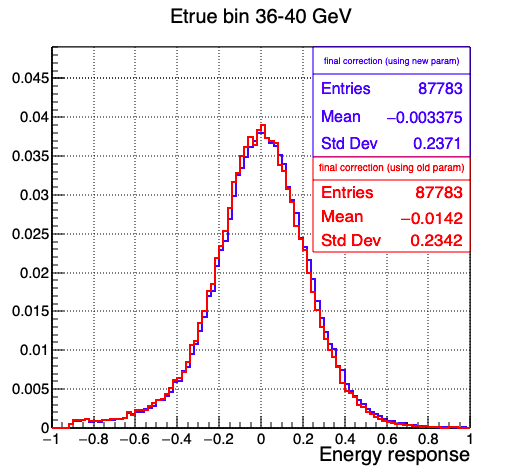 Etrue bin 36-40 GeV
final correction (using new param)
Entries 87783
Mean −0.003375
Std Dev 0.2371
final correction (using old param)
Entries 87783
Mean −0.0142
Std Dev 0.2342
0.045
0.04
0.035
0.03
0.025
0.02
0.015
0.01
0.005
0
−1 −0.8 −0.6 −0.4 −0.2 0 0.2 0.4 0.6 0.8 1
Energy response